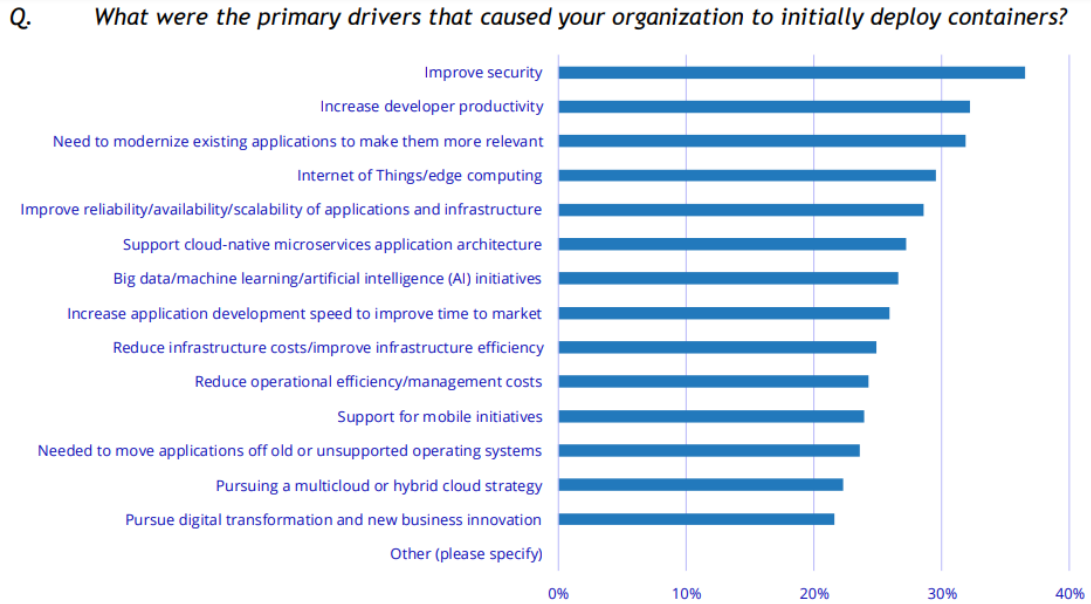 Q. What were the primary drivers that caused your organization to initially deploy containers?
Improve security
Increase developer productivity
Need to modernize existing applications to make them more relevant
Internet of Things/edge computing
Improve reliability/availability/scalability of applications and infrastructure
Support cloud-native microservices application architecture
Big data/machine learning/artificial intelligence (AI) initiatives
Increase application development speed to improve time to market
Reduce infrastructure costs/improve infrastructure efficiency
Reduce operational efficiency/management costs
Support for mobile initiatives
Needed to move applications off old or unsupported operating systems
Pursuing a multicloud or hybrid cloud strategy
Pursue digital transformation and new business innovation
Other (please specify)
0% 10% 20% 30% 40%